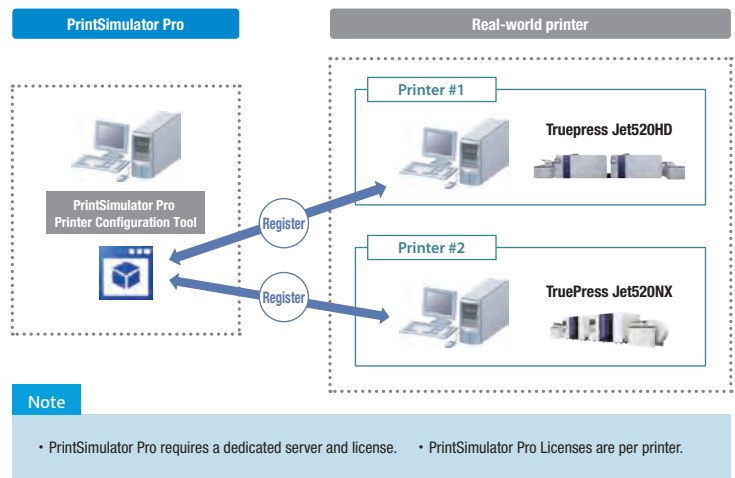 PrintSimulator Pro
Real-world printer
Printer #1
Truepress Jet520HD
PrintSimulator Pro
Printer Configuration Tool
Register
Printer #2
Register
TruePress Jet520NX
Note
・PrintSimulator Pro requires a dedicated server and license. ・PrintSimulator Pro Licenses are per printer.